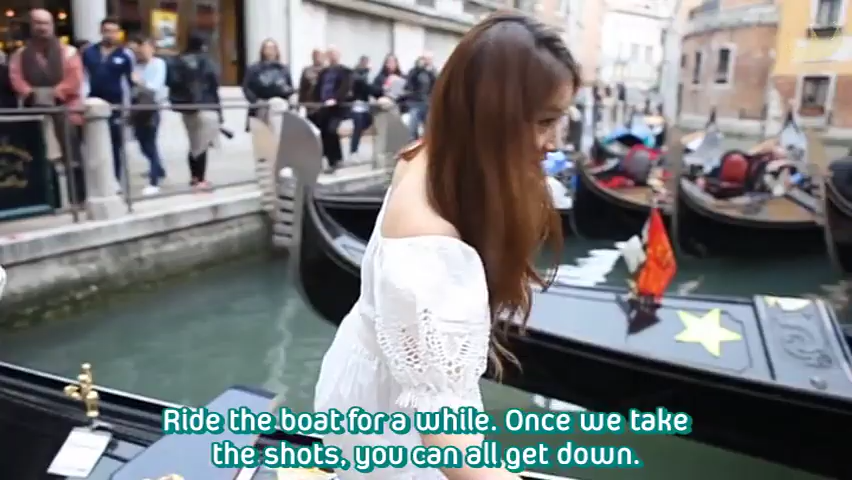 Ride the boat for a while. Once we take
the shots, you can all get down.